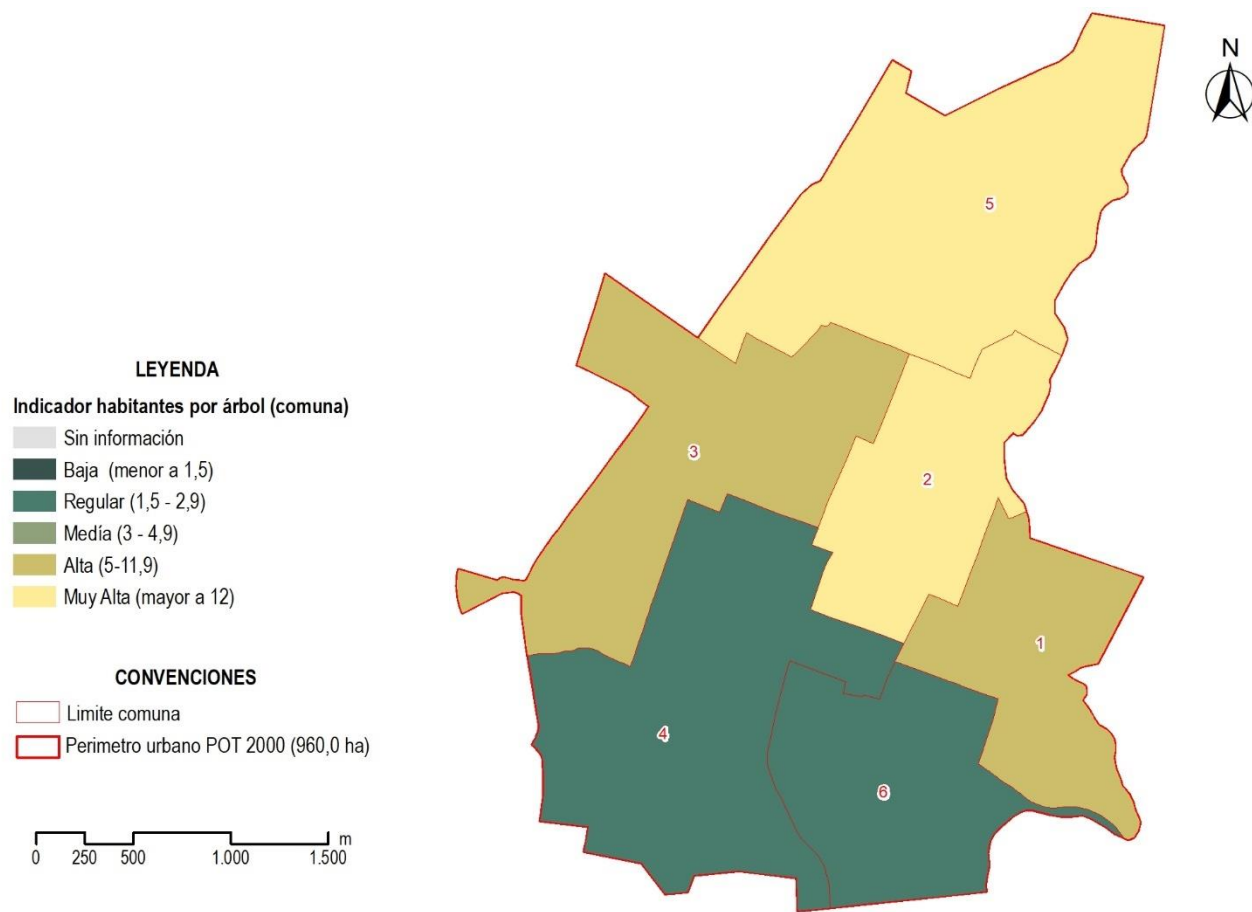 N
5
3
2
1
4
6
LEYENDA
Indicador habitantes por árbol (comuna)
Sin información
Baja (menor a 1,5)
Regular (1,5 - 2,9)
Medía (3 - 4,9)
Alta (5-11,9)
Muy Alta (mayor a 12)
CONVENCIONES
Limite comuna
Perimetro urbano POT 2000 (960,0 ha)
m
0 250 500 1.000 1.500